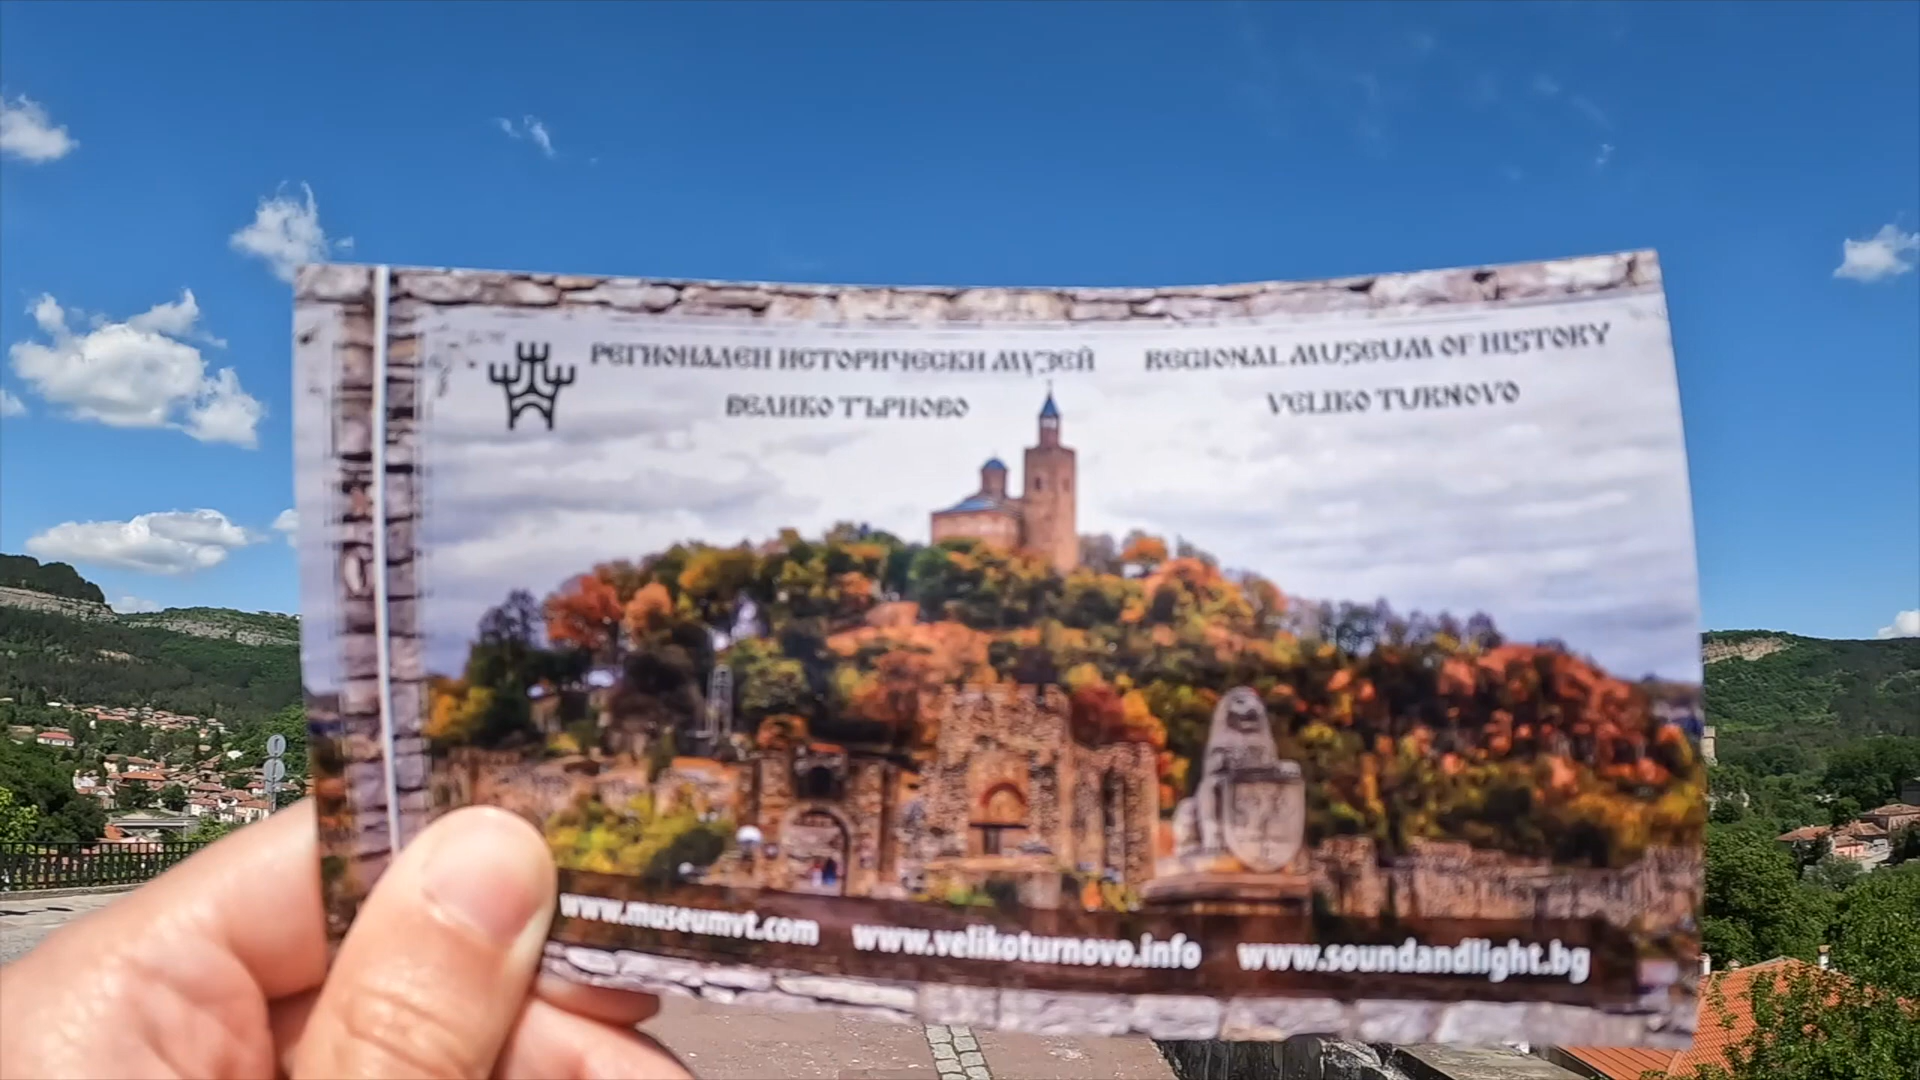 РЕГИОНАЛЕН ИСТОРИЧЕСКИ МУЗЕЙ
ВЕЛИКО ТЪРНОВО
REGIONAL MUSEUM OF HISTORY
VELIKO TURNOVO
www.museumvt.com
www.velikoturnovo.info
www.soundandlight.bg